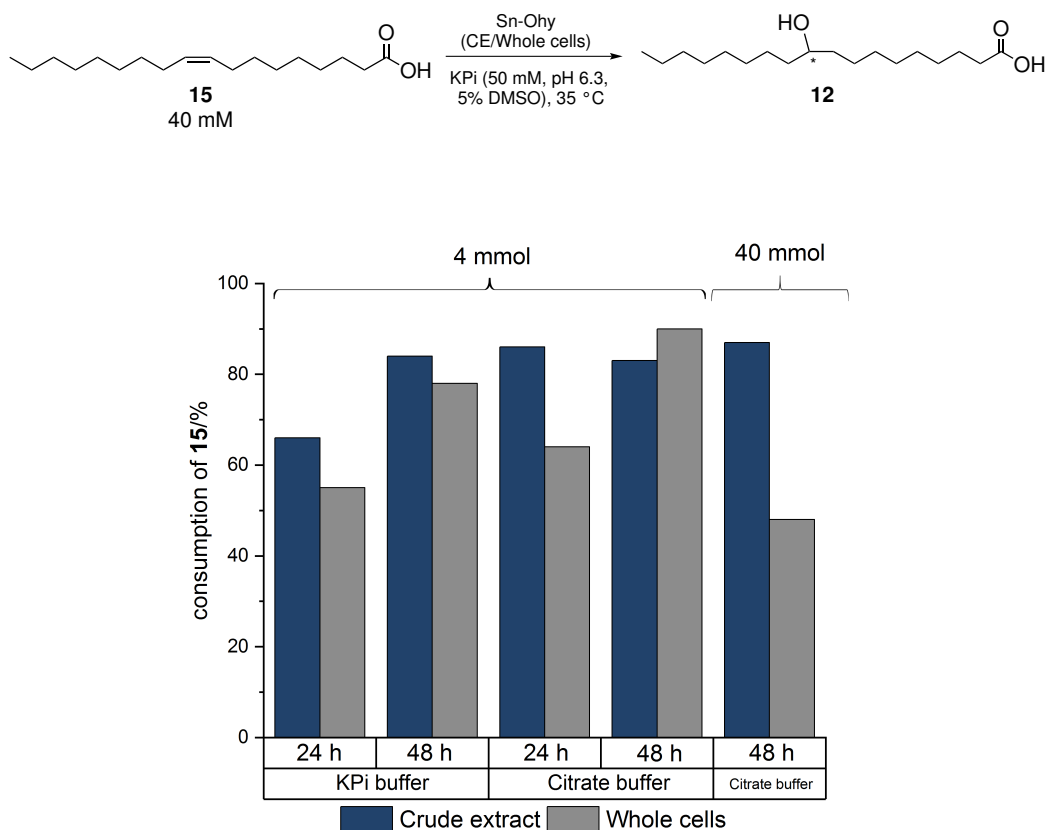 Sn-Ohy
(CE/Whole cells)
KPi (50 mM, pH 6.3,
5% DMSO), 35 °C
O
OH
15
40 mM
HO
*
O
OH
12
4 mmol
40 mmol
consumption of 15/%
100
80
60
40
20
0
24 h 48 h 24 h 48 h 48 h
KPi buffer Citrate buffer Citrate buffer
Crude extract Whole cells